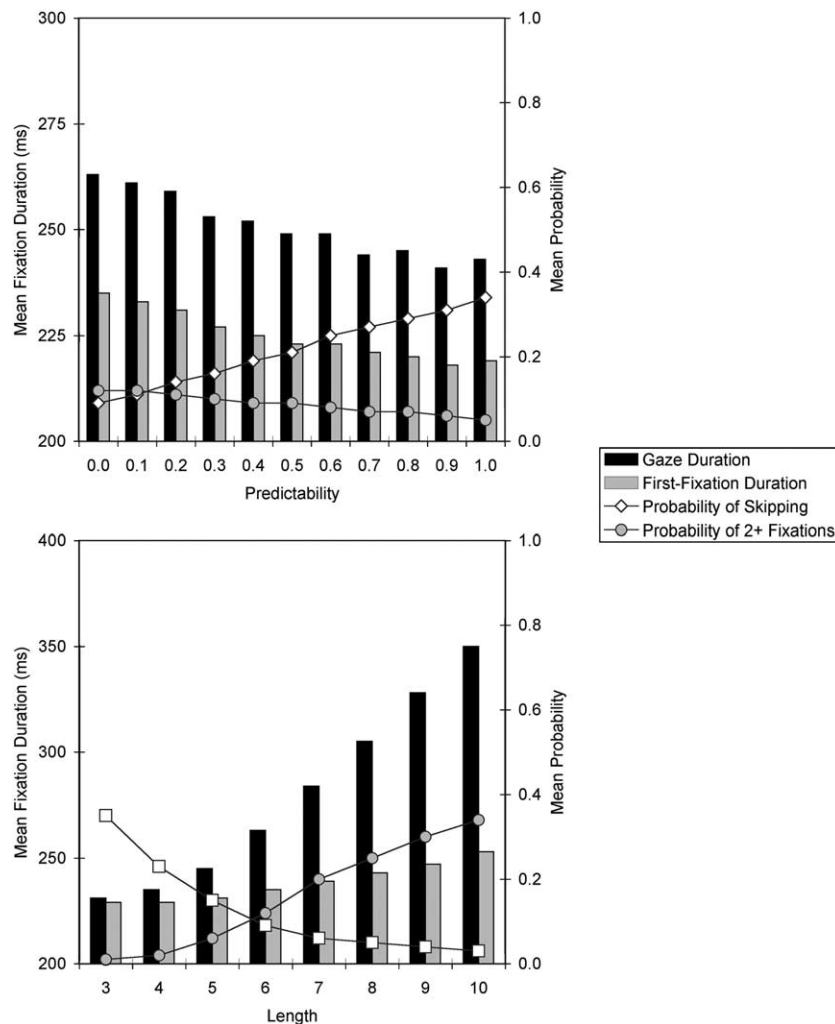 300
275
250
225
200
Mean Fixation Duration (ms)
1.0
0.8
0.6
0.4
0.2
0.0
Mean Probability
0.0 0.1 0.2 0.3 0.4 0.5 0.6 0.7 0.8 0.9 1.0
Predictability
Gaze Duration
First-Fixation Duration
Probability of Skipping
Probability of 2+ Fixations
400
350
300
250
200
Mean Fixation Duration (ms)
1.0
0.8
0.6
0.4
0.2
0.0
Mean Probability
3 4 5 6 7 8 9 10
Length